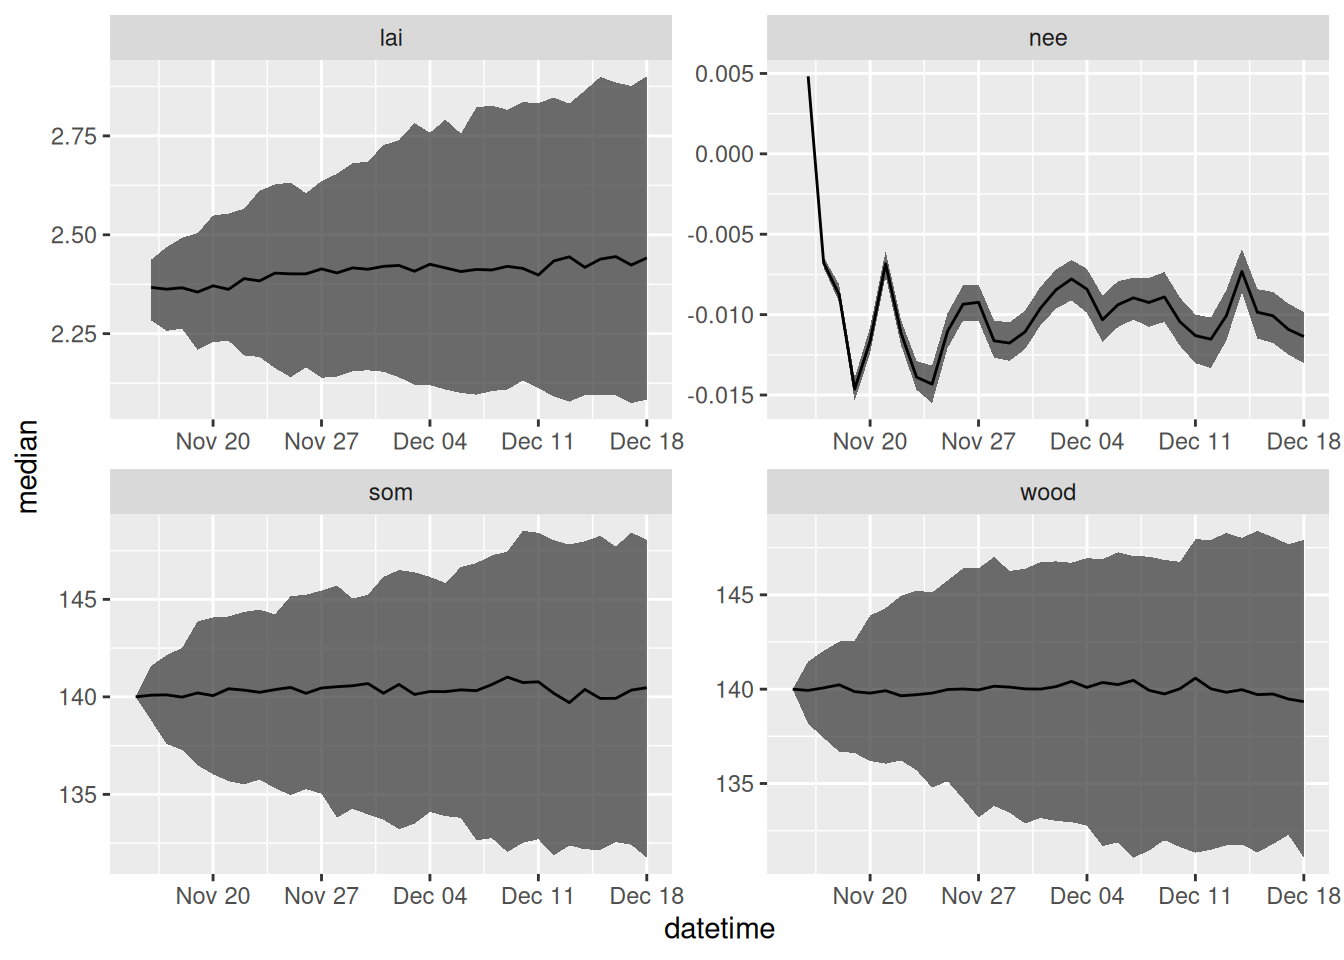 lai
2.75
2.50
2.25
Nov 20 Nov 27 Dec 04 Dec 11 Dec 18
nee
0.005
0.000
-0.005
-0.010
-0.015
Nov 20 Nov 27 Dec 04 Dec 11 Dec 18
median
som
145
140
135
Nov 20 Nov 27 Dec 04 Dec 11 Dec 18
wood
145
140
135
Nov 20 Nov 27 Dec 04 Dec 11 Dec 18
datetime